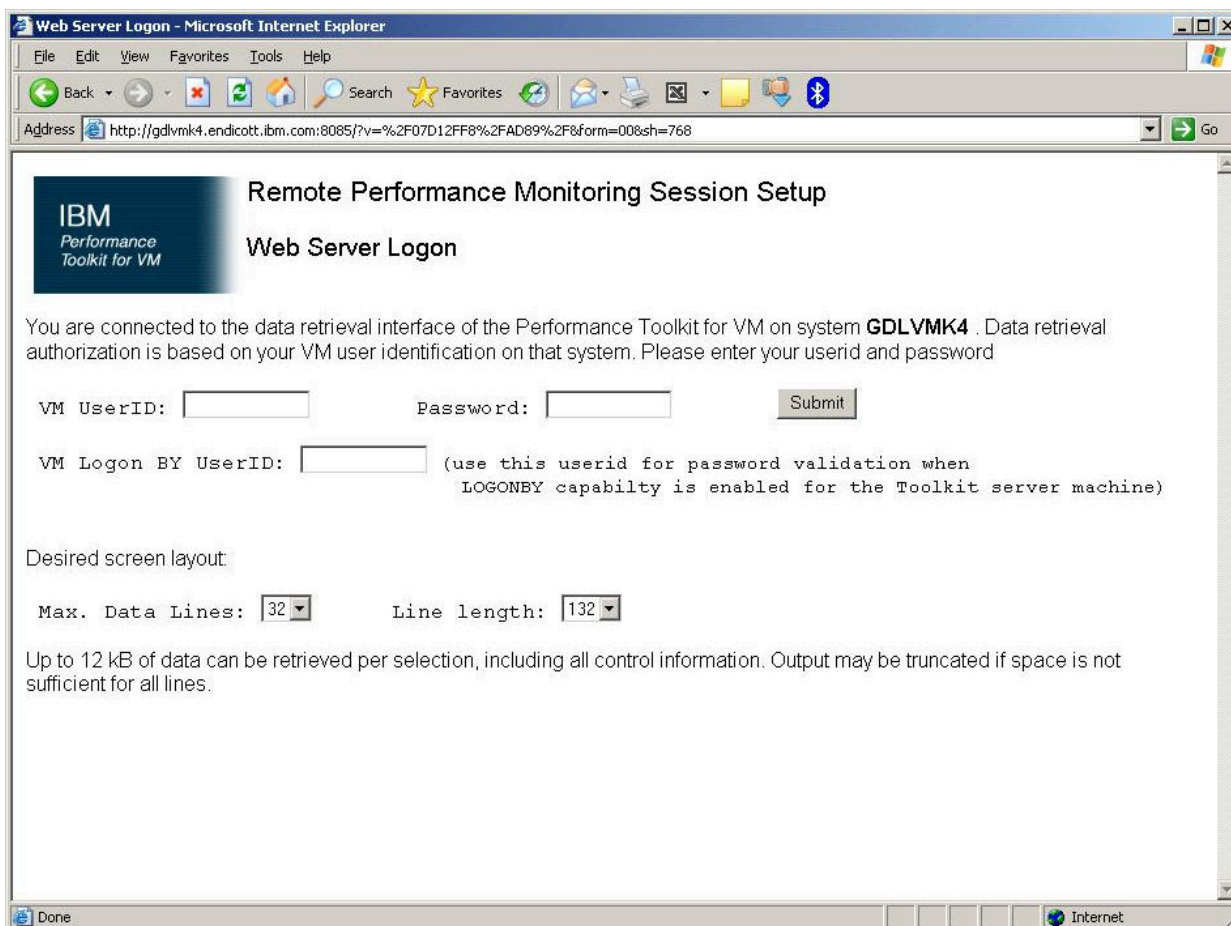 Web Server Logon - Microsoft Internet Explorer
File Edit View Favorites Tools Help
Back Search Favorites
Address http://gdlvmk4.endicott.ibm.com:8085/?v=%2F07D12FF8%2FAD89%2F&form=00&sh=768 Go
IBM
Performance
Toolkit for VM
Remote Performance Monitoring Session Setup
Web Server Logon
You are connected to the data retrieval interface of the Performance Toolkit for VM on system GDLVMK4 . Data retrieval
authorization is based on your VM user identification on that system. Please enter your userid and password
VM UserID: Password: Submit
VM Logon BY UserID: (use this userid for password validation when
LOGONBY capabilty is enabled for the Toolkit server machine)
Desired screen layout:
Max. Data Lines: 32 Line length: 132
Up to 12 kB of data can be retrieved per selection, including all control information. Output may be truncated if space is not
sufficient for all lines.
Done Internet